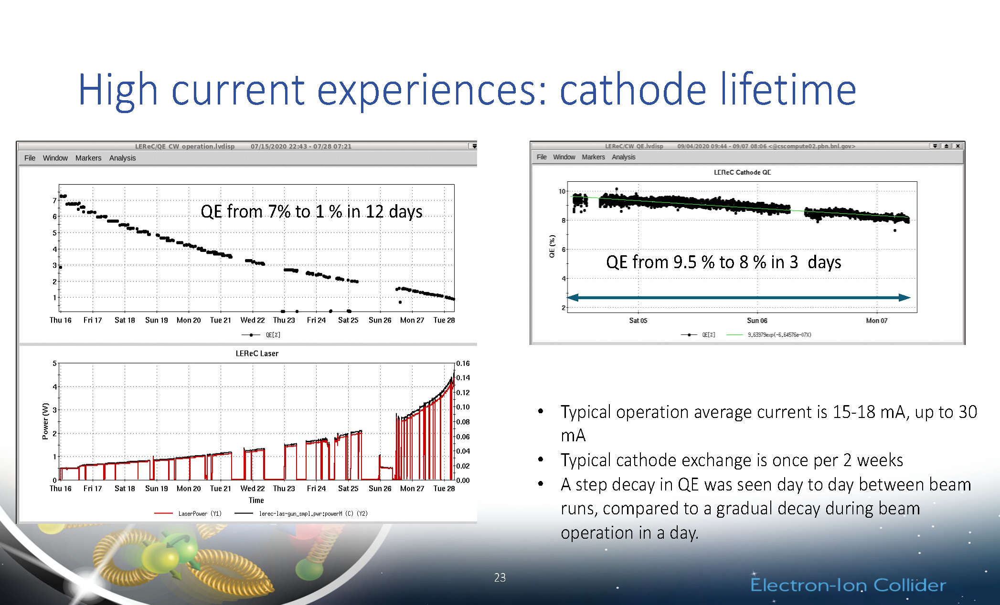 High current experiences: cathode lifetime
LEReC/QE CW operation.lvdisp 07/15/2020 22:43 - 07/28 07:21
File Window Markers Analysis
7
6
5
4
3
2
1
QE from 7% to 1 % in 12 days
Thu 16 Fri 17 Sat 18 Sun 19 Mon 20 Tue 21 Wed 22 Thu 23 Fri 24 Sat 25 Sun 26 Mon 27 Tue 28
QE[%]
LEReC Laser
Power (W)
5
4
3
2
1
0
0.16
0.14
0.12
0.10
0.08
0.06
0.04
0.02
0.00
Thu 16 Fri 17 Sat 18 Sun 19 Mon 20 Tue 21 Wed 22 Thu 23 Fri 24 Sat 25 Sun 26 Mon 27 Tue 28
Time
LaserPower (Y1) lerec-las-gun_smpl.pwr:powerM (C) (Y2)
LEReC/CW QE.lvdisp 09/04/2020 09:44 - 09/07 08:06 <@cscompute02.pbn.bnl.gov>
File Window Markers Analysis
LEReC Cathode QE
QE (%)
10
8
6
4
2
QE from 9.5 % to 8 % in 3 days
Sat 05 Sun 06 Mon 07
QE[%] 9.63979exp(-6.64576e-07X)
• Typical operation average current is 15-18 mA, up to 30
mA
• Typical cathode exchange is once per 2 weeks
• A step decay in QE was seen day to day between beam
runs, compared to a gradual decay during beam
operation in a day.
23
Electron-Ion Collider